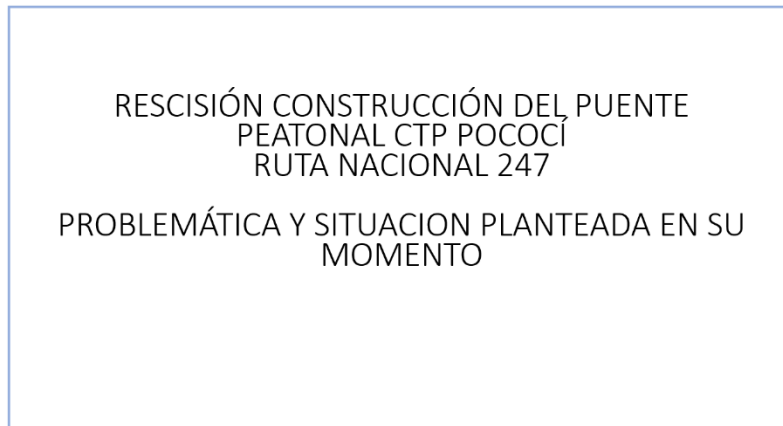 RESCISIÓN CONSTRUCCIÓN DEL PUENTE
PEATONAL CTP POCOCÍ
RUTA NACIONAL 247
PROBLEMÁTICA Y SITUACION PLANTEADA EN SU
MOMENTO